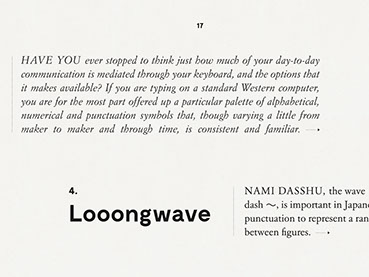 17
HAVE YOU ever stopped to think just how much of your day-to-day
communication is mediated through your keyboard, and the options that
it makes available? If you are typing on a standard Western computer,
you are for the most part offered up a particular palette of alphabetical,
numerical and punctuation symbols that, though varying a little from
maker to maker and through time, is consistent and familiar.
4.
Looongwave
NAMI DASSHU, the wave
dash 〜, is important in Japane
punctuation to represent a ran
between figures.